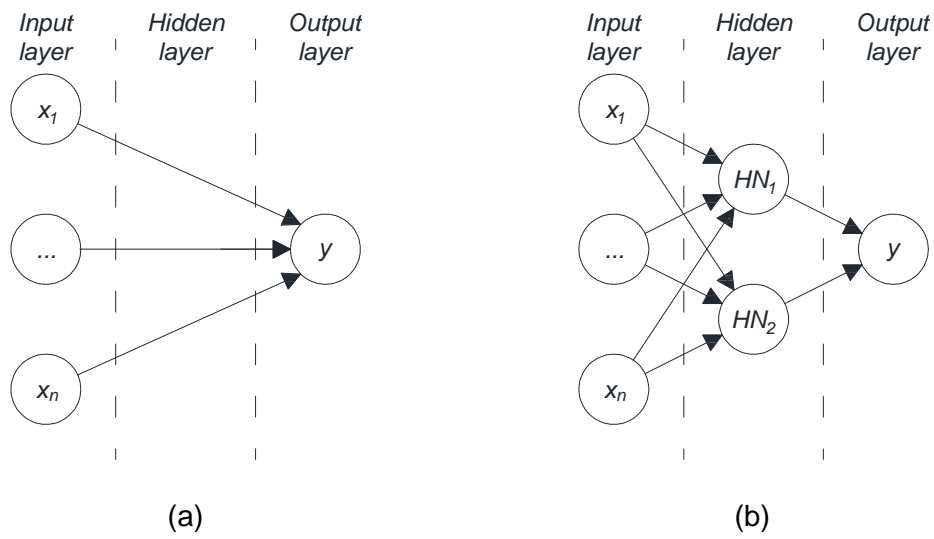 Input layer
Hidden layer
Output layer
x1
...
xn
y
(a)
Input layer
Hidden layer
Output layer
x1
...
xn
HN1
HN2
y
(b)